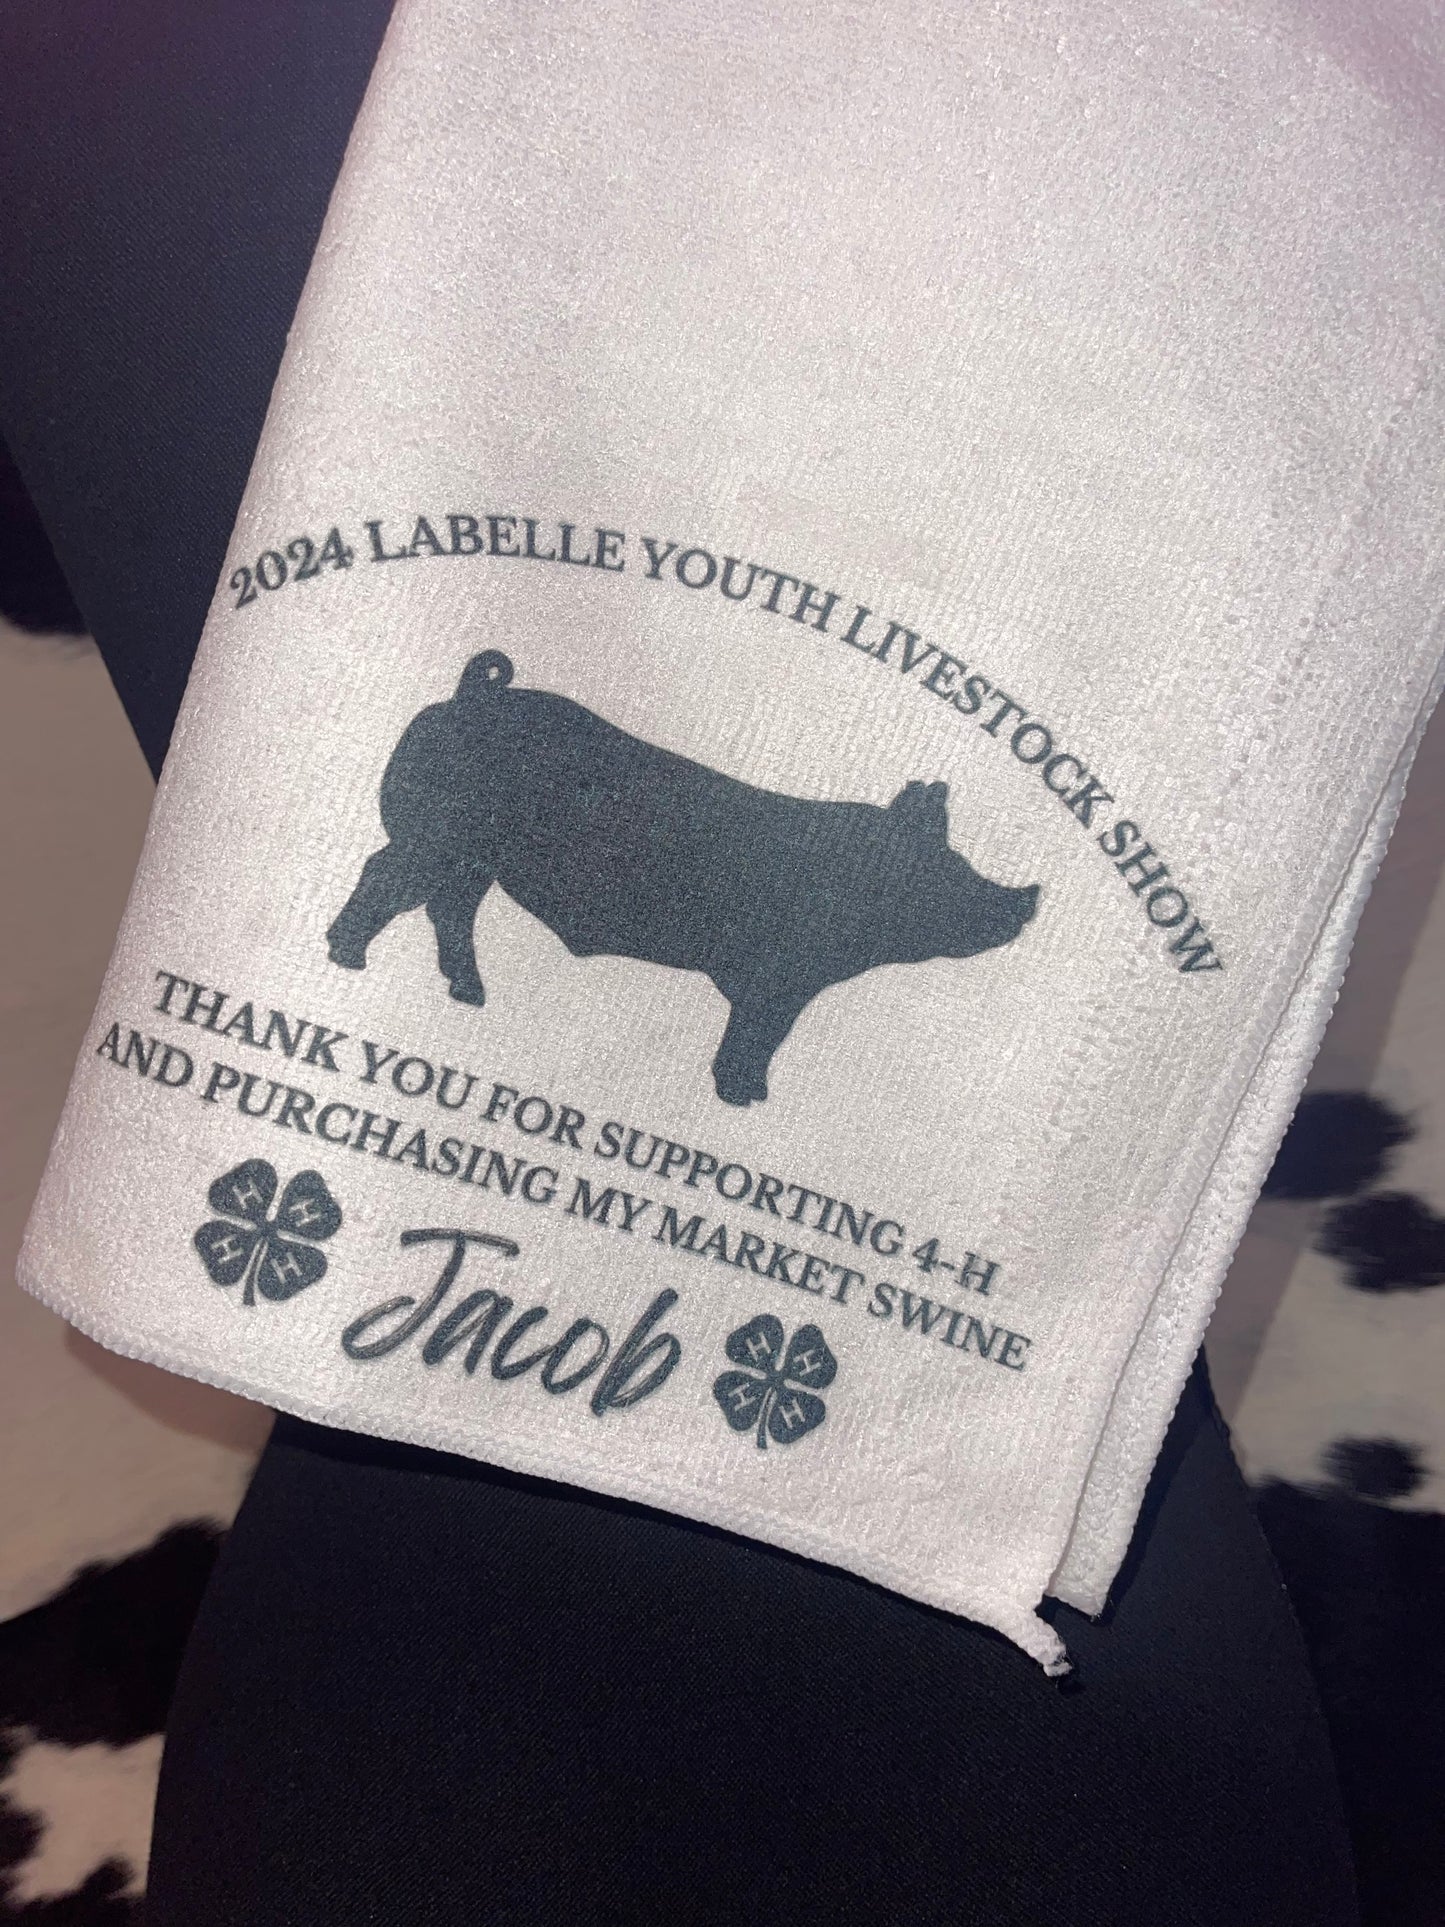 2024 LABELLE YOUTH LIVESTOCK SHOW
THANK YOU FOR SUPPORTING 4-H
AND PURCHASING MY MARKET SWINE
H H H H
Jacob
H H H H